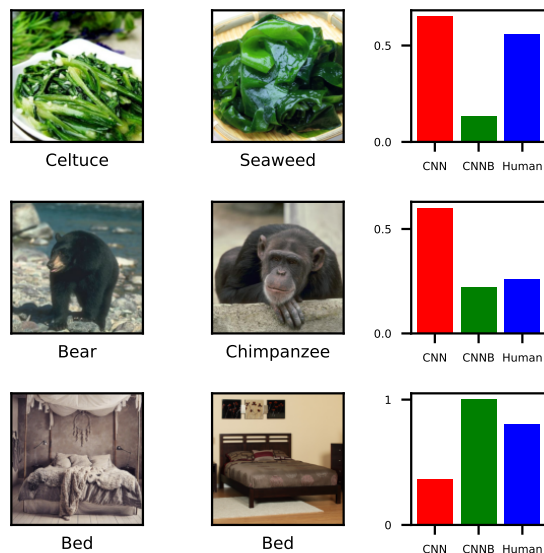 Celtuce
Seaweed
0.5
0.0
CNN CNNB Human
Bear
Chimpanzee
0.5
0.0
CNN CNNB Human
Bed
Bed
1
0
CNN CNNB Human